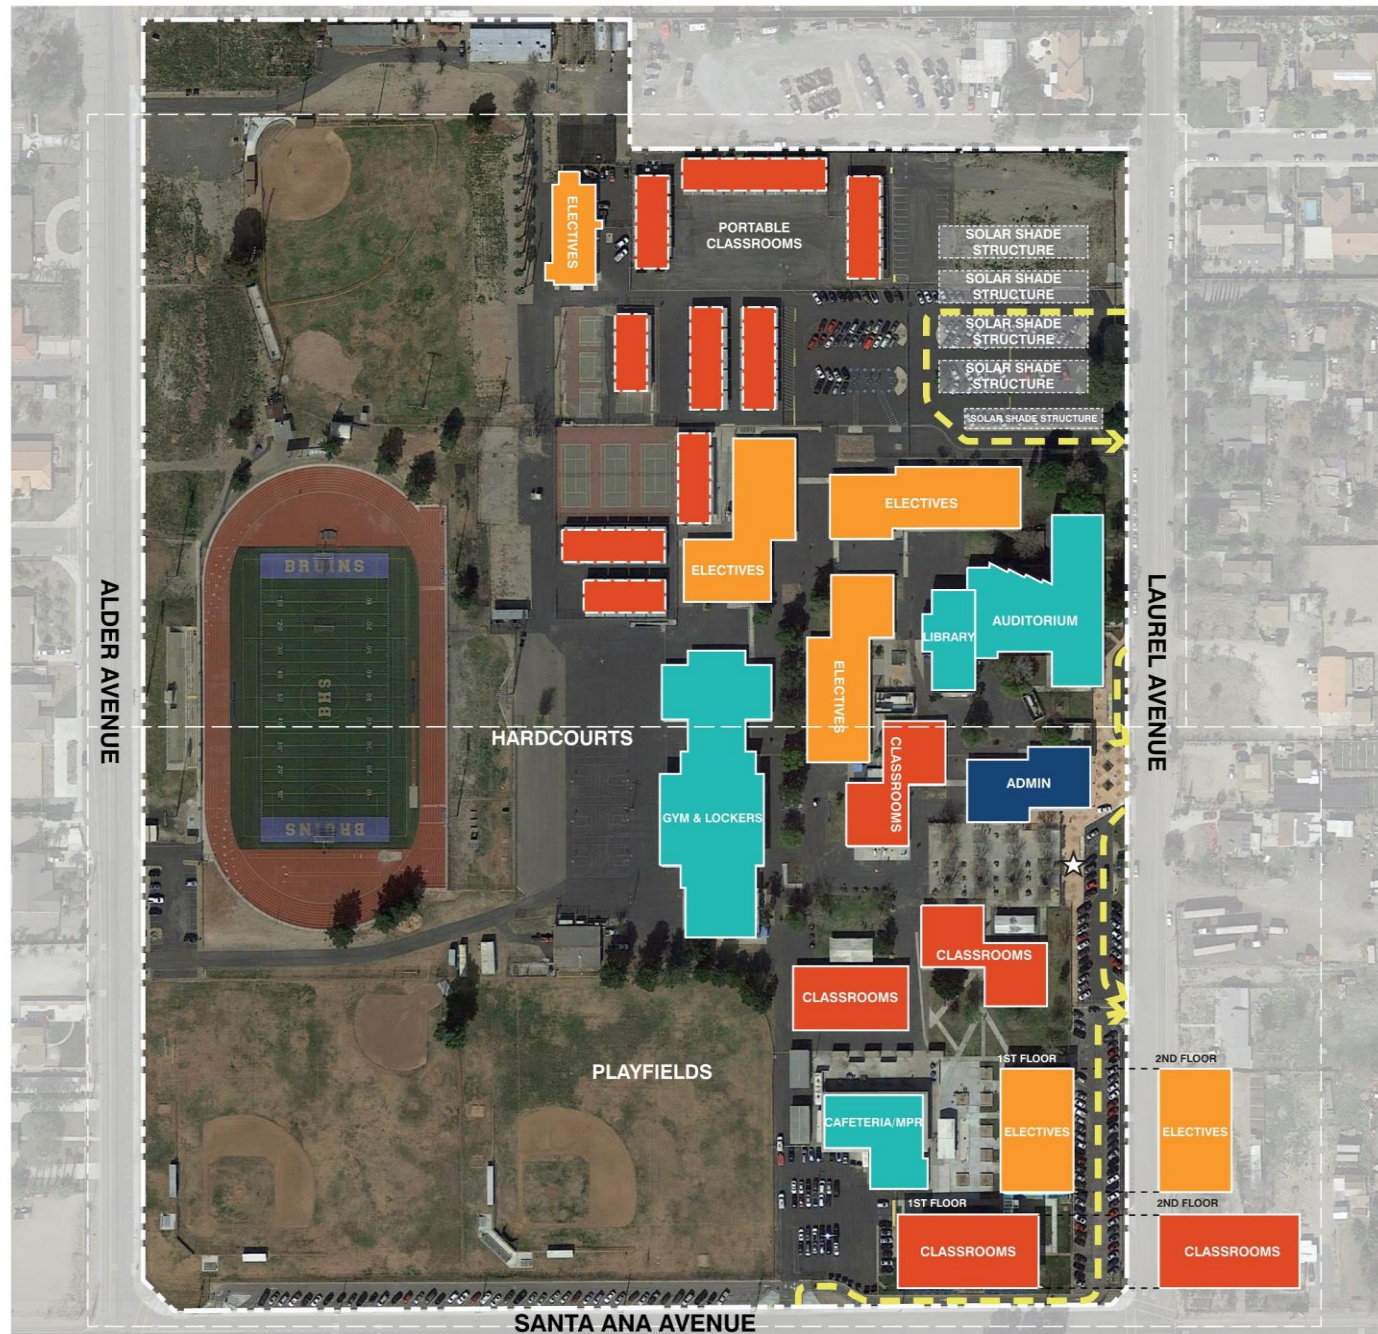 ELECTIVES
PORTABLE
CLASSROOMS
SOLAR SHADE
STRUCTURE
SOLAR SHADE
STRUCTURE
SOLAR SHADE
STRUCTURE
SOLAR SHADE
STRUCTURE
SOLAR SHADE STRUCTURE
ELECTIVES
ELECTIVES
BRUINS
ALDER AVENUE
LAUREL AVENUE
LIBRARY
AUDITORIUM
ELECTIVES
BHS
HARDCOURTS
CLASSROOMS
ADMIN
GYM & LOCKERS
BRUINS
CLASSROOMS
CLASSROOMS
PLAYFIELDS
1ST FLOOR
2ND FLOOR
CAFETERIA/MPR
ELECTIVES
ELECTIVES
1ST FLOOR
2ND FLOOR
CLASSROOMS
CLASSROOMS
SANTA ANA AVENUE